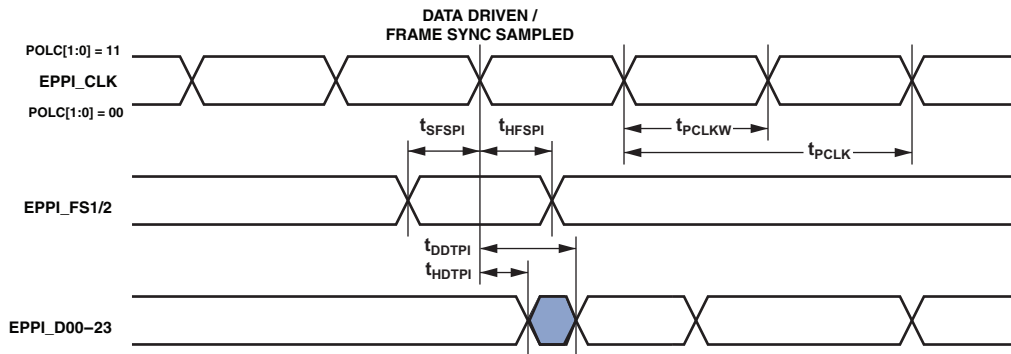 DATA DRIVEN /
FRAME SYNC SAMPLED
POLC[1:0] = 11
EPPI_CLK
POLC[1:0] = 00
tSFSPI
tHFSPI
tPCLKW
tPCLK
EPPI_FS1/2
tDDTPI
tHDTPI
EPPI_D00–23